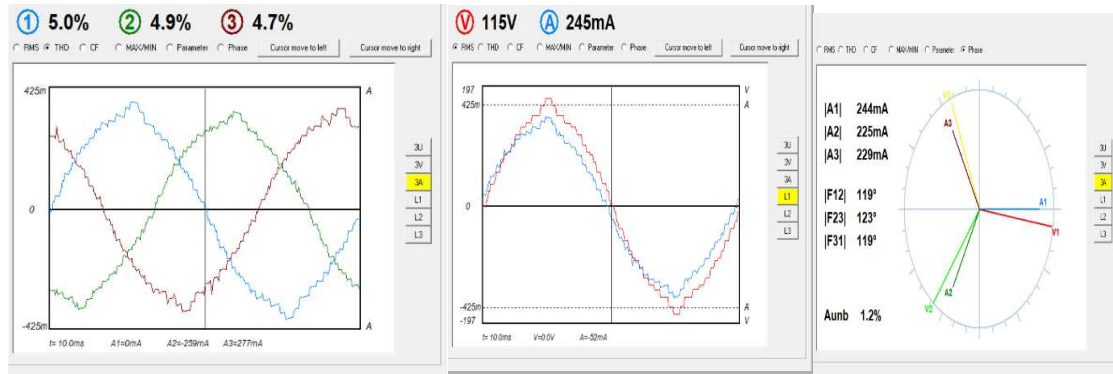 1 5.0% 2 4.9% 3 4.7%
RMS THD CF MAX/MIN Parameter Phase Cursor move to left Cursor move to right
425m
A
0
-425m
A
t= 10.0ms A1=0mA A2=-259mA A3=277mA
3U
3V
3A
L1
L2
L3
V 115V A 245mA
RMS THD CF MAX/MIN Parameter Phase Cursor move to left Cursor move to right
197
V
425m
A
0
-425m
A
-197
V
t= 10.0ms V=0.0V A=-52mA
3U
3V
3A
L1
L2
L3
RMS THD CF MAX/MIN Parameter Phase
|A1| 244mA
|A2| 225mA
|A3| 229mA
|F12| 119°
|F23| 123°
|F31| 119°
Aunb 1.2%
V3
A3
A1
V1
A2
V2
3U
3V
3A
L1
L2
L3